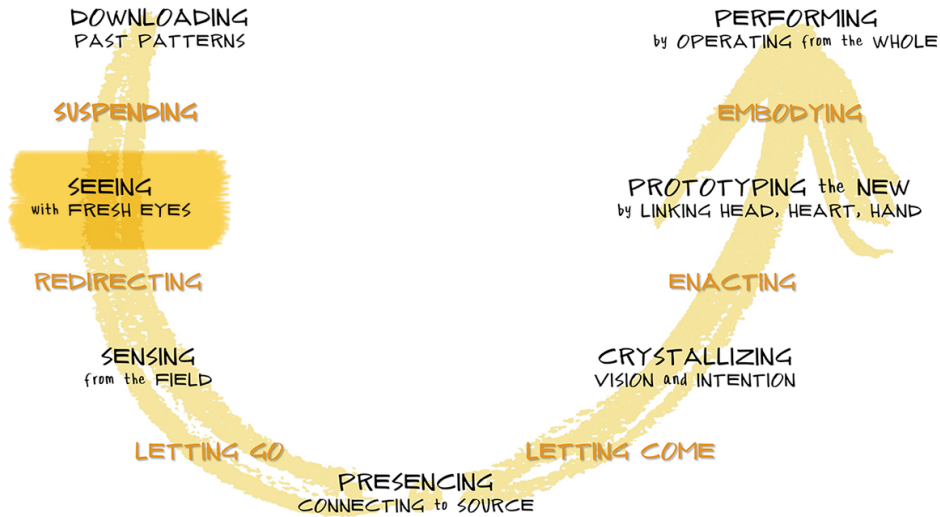 DOWNLOADING
PAST PATTERNS
SUSPENDING
SEEING
with FRESH EYES
REDIRECTING
SENSING
from the FIELD
LETTING GO
PRESENCING
CONNECTING to SOURCE
LETTING COME
CRYSTALLIZING
VISION and INTENTION
ENACTING
PROTOTYPING the NEW
by LINKING HEAD, HEART, HAND
EMBODYING
PERFORMING
by OPERATING from the WHOLE